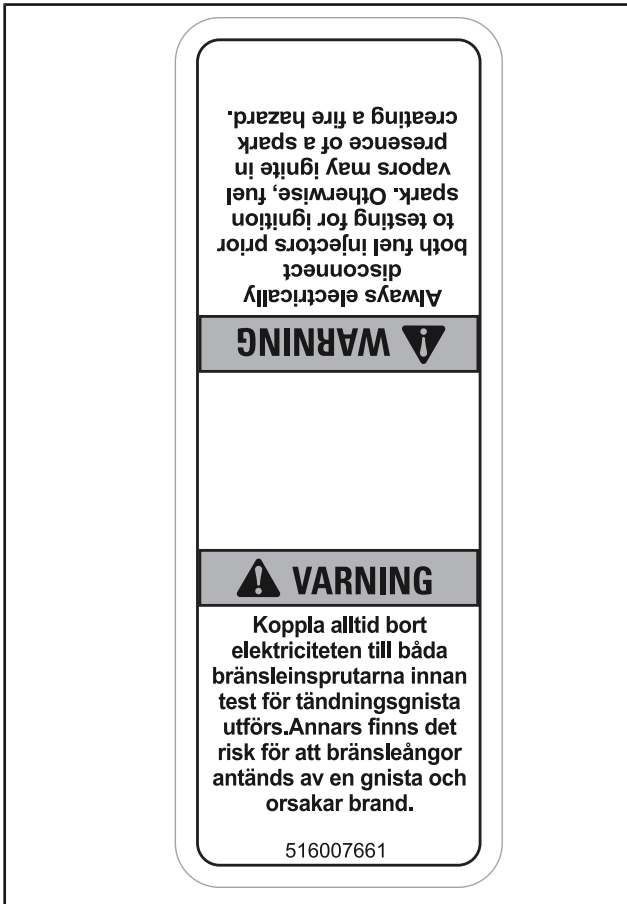 WARNING
Always electrically
disconnect
both fuel injectors prior
to testing for ignition
spark. Otherwise, fuel
vapors may ignite in
presence of a spark
creating a fire hazard.
VARNING
Koppla alltid bort
elektriciteten till båda
bränsleinsprutarna innan
test för tändningsgnista
utförs.Annars finns det
risk för att bränsleångor
antänds av en gnista och
orsakar brand.
516007661